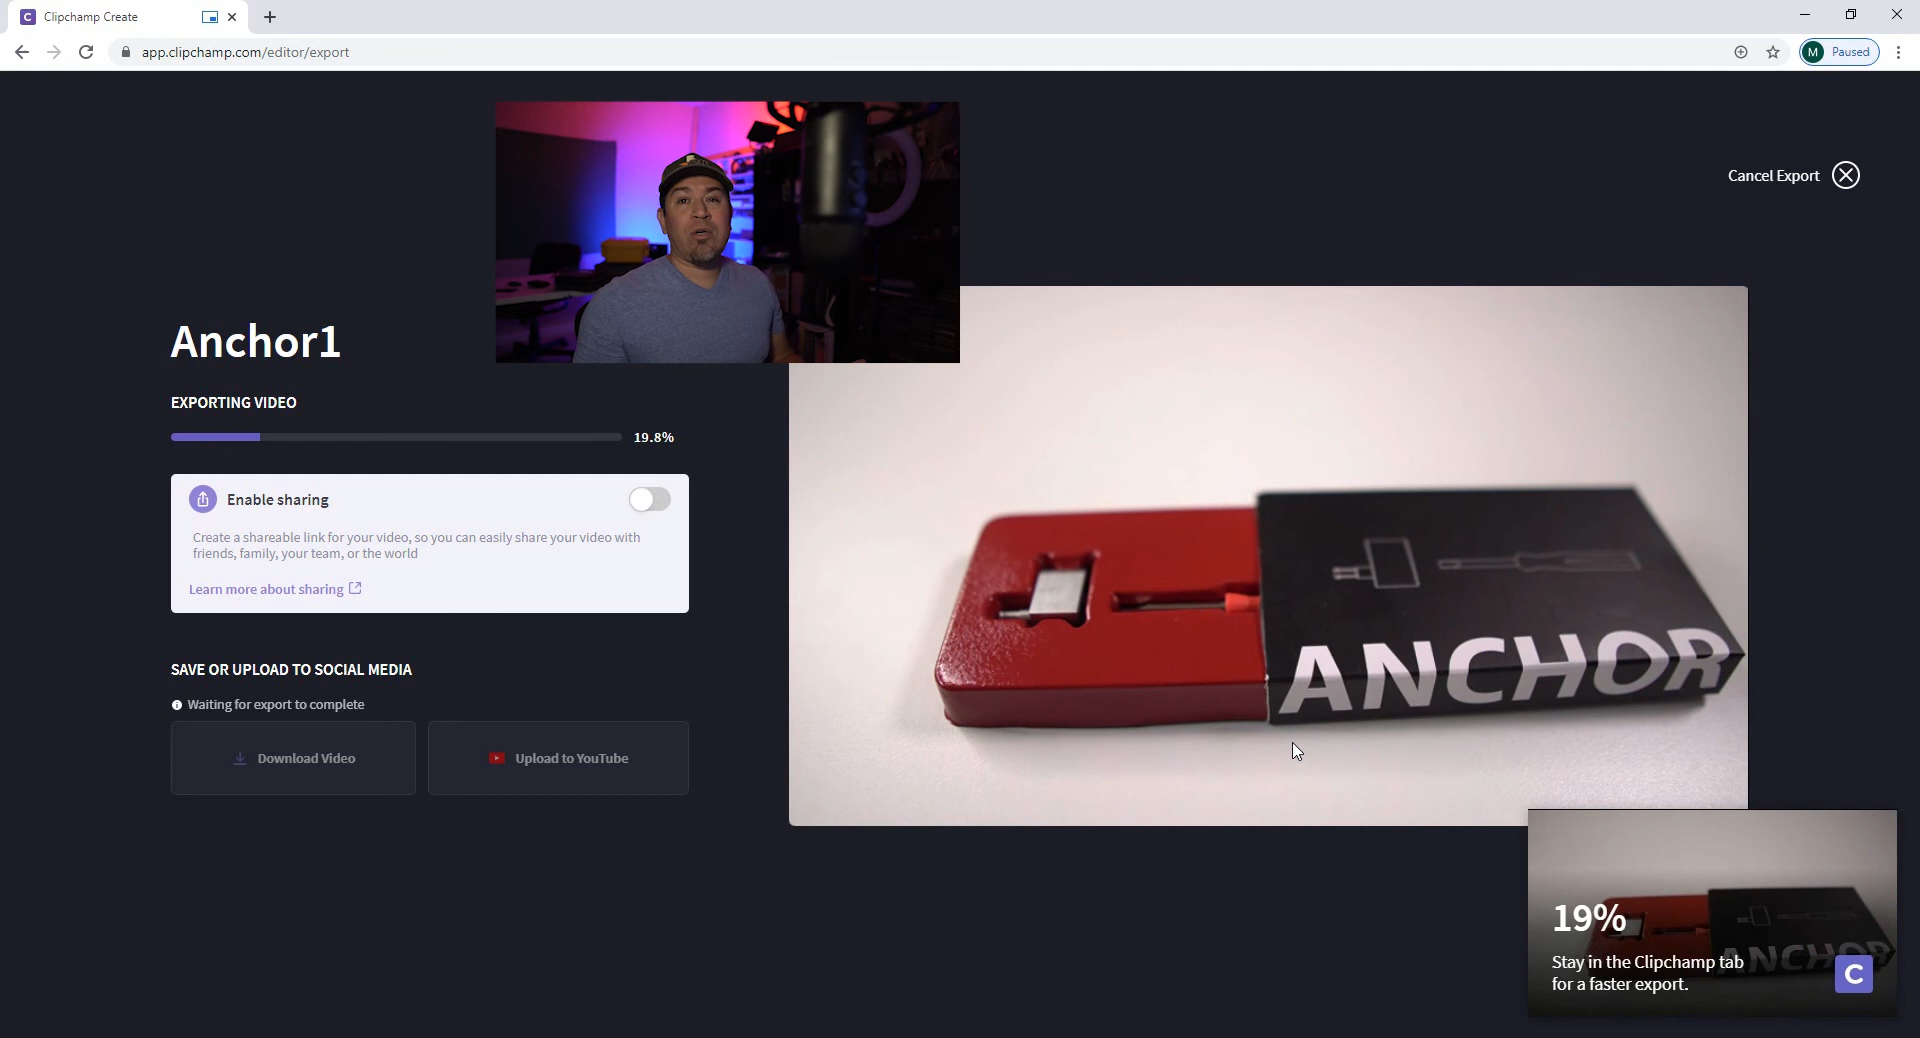 C Clipchamp Create
app.clipchamp.com/editor/export
M Paused
Cancel Export
Anchor1
EXPORTING VIDEO
19.8%
Enable sharing
Create a shareable link for your video, so you can easily share your video with
friends, family, your team, or the world
Learn more about sharing
SAVE OR UPLOAD TO SOCIAL MEDIA
Waiting for export to complete
Download Video
Upload to YouTube
ANCHOR
19%
Stay in the Clipchamp tab
for a faster export.
ANCHOR
C